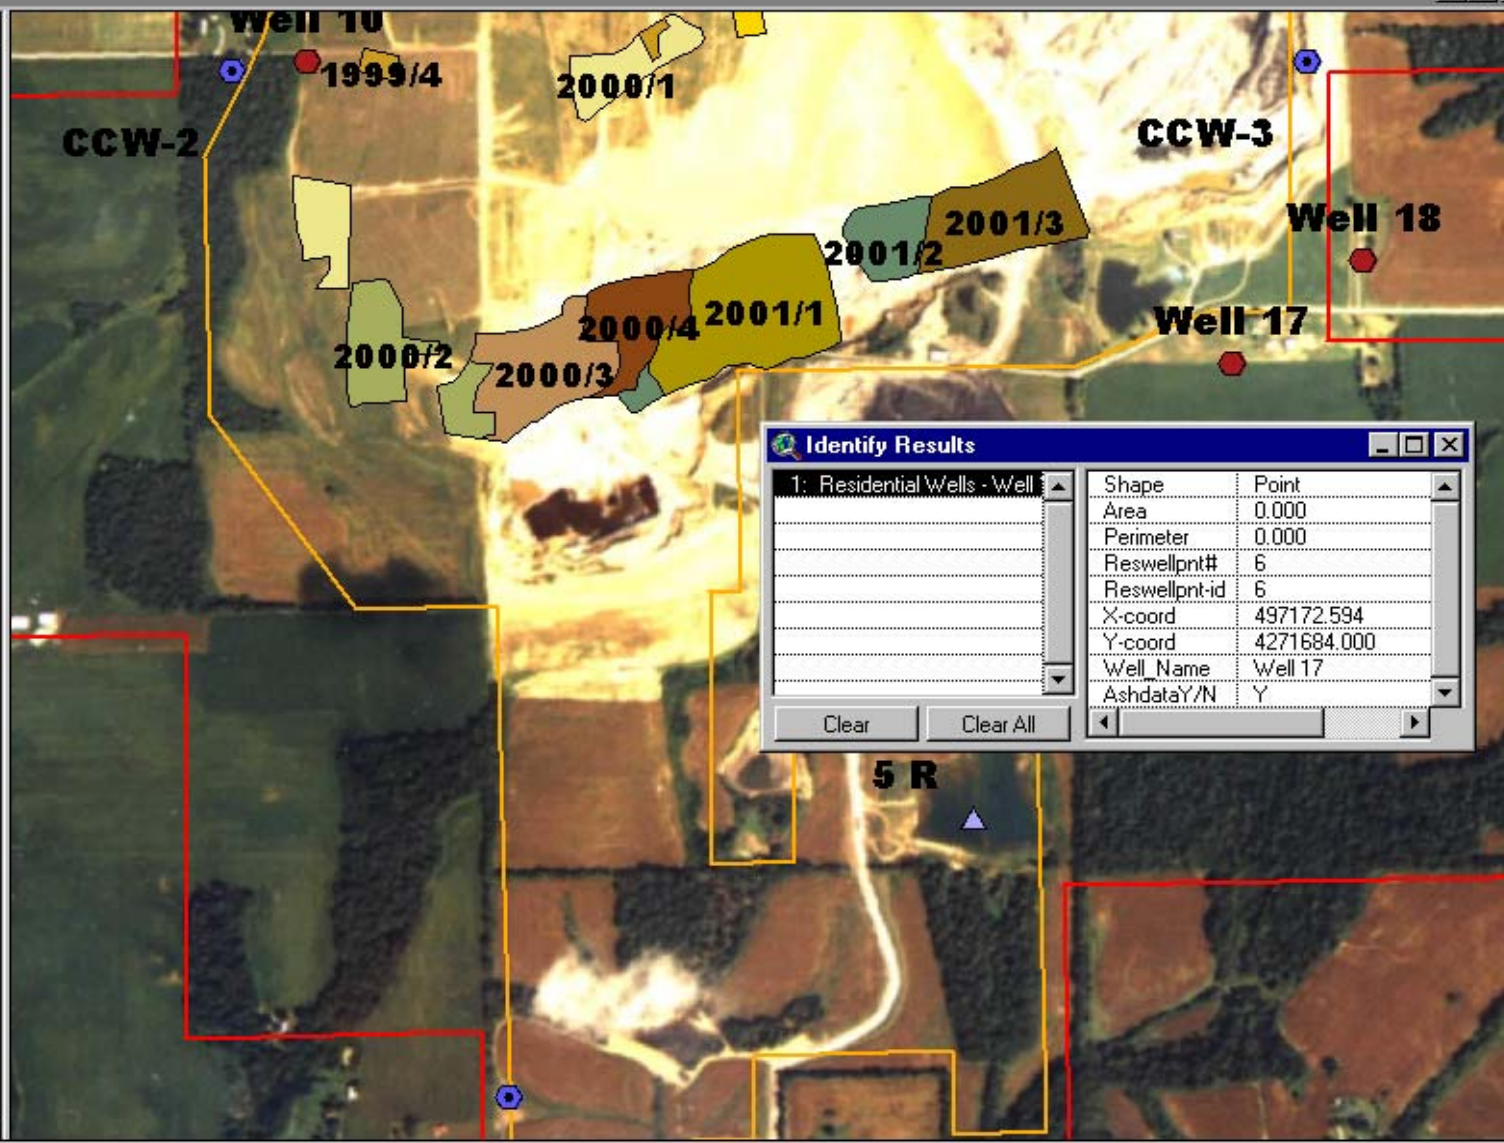 Well 10
1999/4
2000/1
CCW-2
CCW-3
2001/3
2001/2
Well 18
2000/4
2001/1
Well 17
2000/2
2000/3
Identify Results
1: Residential Wells - Well
Shape Point
Area 0.000
Perimeter 0.000
Reswellpnt# 6
Reswellpnt-id 6
X-coord 497172.594
Y-coord 4271684.000
Well_Name Well 17
AshdataY/N Y
Clear Clear All
5 R